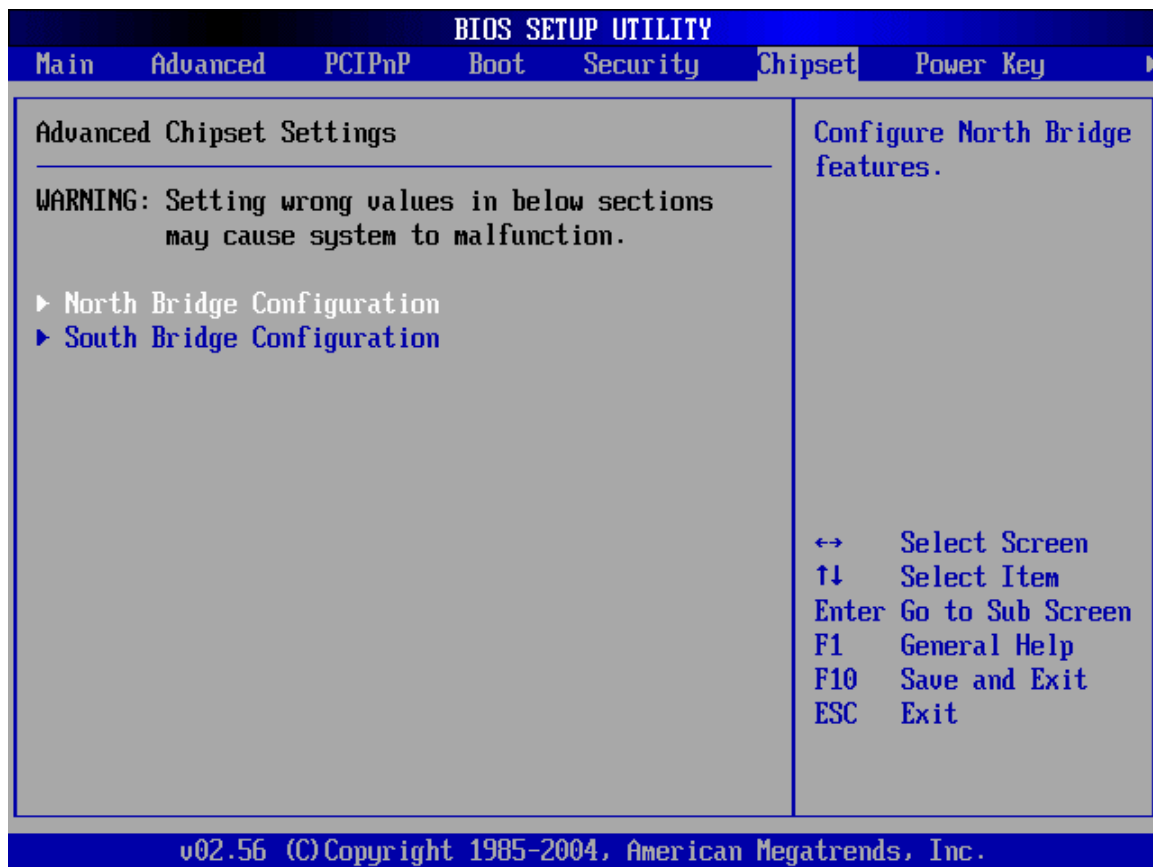 BIOS SETUP UTILITY
Main Advanced PCIPnP Boot Security Chipset Power Key
Advanced Chipset Settings
WARNING: Setting wrong values in below sections
may cause system to malfunction.
▶ North Bridge Configuration
▶ South Bridge Configuration
Configure North Bridge
features.
←→ Select Screen
↑↓ Select Item
Enter Go to Sub Screen
F1 General Help
F10 Save and Exit
ESC Exit
v02.56 (C)Copyright 1985-2004, American Megatrends, Inc.